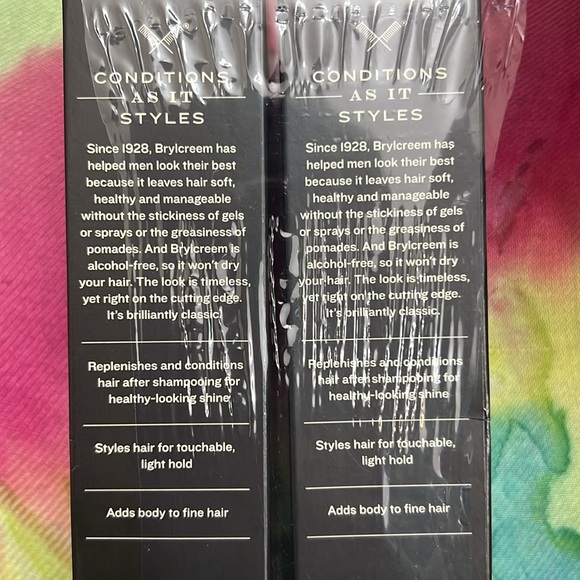 CONDITIONS
AS IT
STYLES
Since 1928, Brylcreem has
helped men look their best
because it leaves hair soft,
healthy and manageable
without the stickiness of gels
or sprays or the greasiness of
pomades. And Brylcreem is
alcohol-free, so it won't dry
your hair. The look is timeless,
yet right on the cutting edge.
It's brilliantly classic.
Replenishes and conditions
hair after shampooing for
healthy-looking shine
Styles hair for touchable,
light hold
Adds body to fine hair
CONDITIONS
AS IT
STYLES
Since 1928, Brylcreem has
helped men look their best
because it leaves hair soft,
healthy and manageable
without the stickiness of gels
or sprays or the greasiness of
pomades. And Brylcreem is
alcohol-free, so it won't dry
your hair. The look is timeless,
yet right on the cutting edge.
It's brilliantly classic.
Replenishes and conditions
hair after shampooing for
healthy-looking shine
Styles hair for touchable,
light hold
Adds body to fine hair